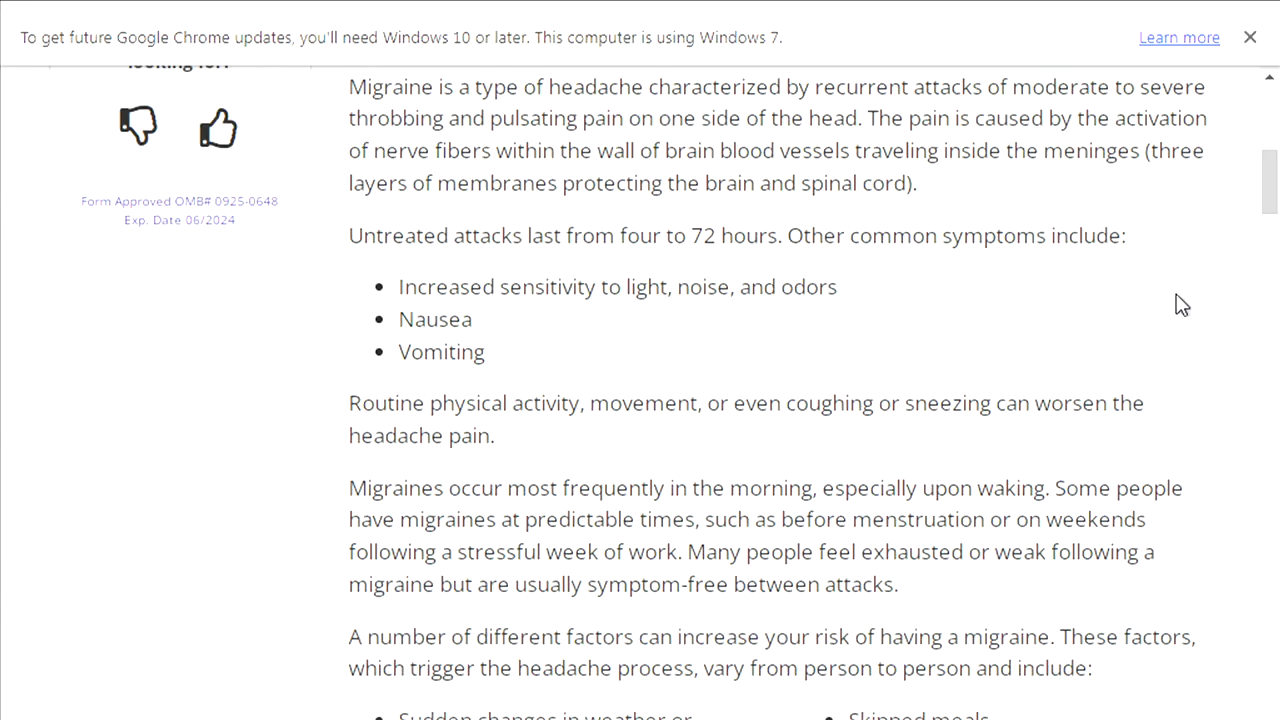 To get future Google Chrome updates, you'll need Windows 10 or later. This computer is using Windows 7.
Learn more
Migraine is a type of headache characterized by recurrent attacks of moderate to severe
throbbing and pulsating pain on one side of the head. The pain is caused by the activation
of nerve fibers within the wall of brain blood vessels traveling inside the meninges (three
layers of membranes protecting the brain and spinal cord).
Form Approved OMB# 0925-0648
Exp. Date 06/2024
Untreated attacks last from four to 72 hours. Other common symptoms include:
• Increased sensitivity to light, noise, and odors
• Nausea
• Vomiting
Routine physical activity, movement, or even coughing or sneezing can worsen the
headache pain.
Migraines occur most frequently in the morning, especially upon waking. Some people
have migraines at predictable times, such as before menstruation or on weekends
following a stressful week of work. Many people feel exhausted or weak following a
migraine but are usually symptom-free between attacks.
A number of different factors can increase your risk of having a migraine. These factors,
which trigger the headache process, vary from person to person and include:
• Sudden changes in weather or
• Skipped meals